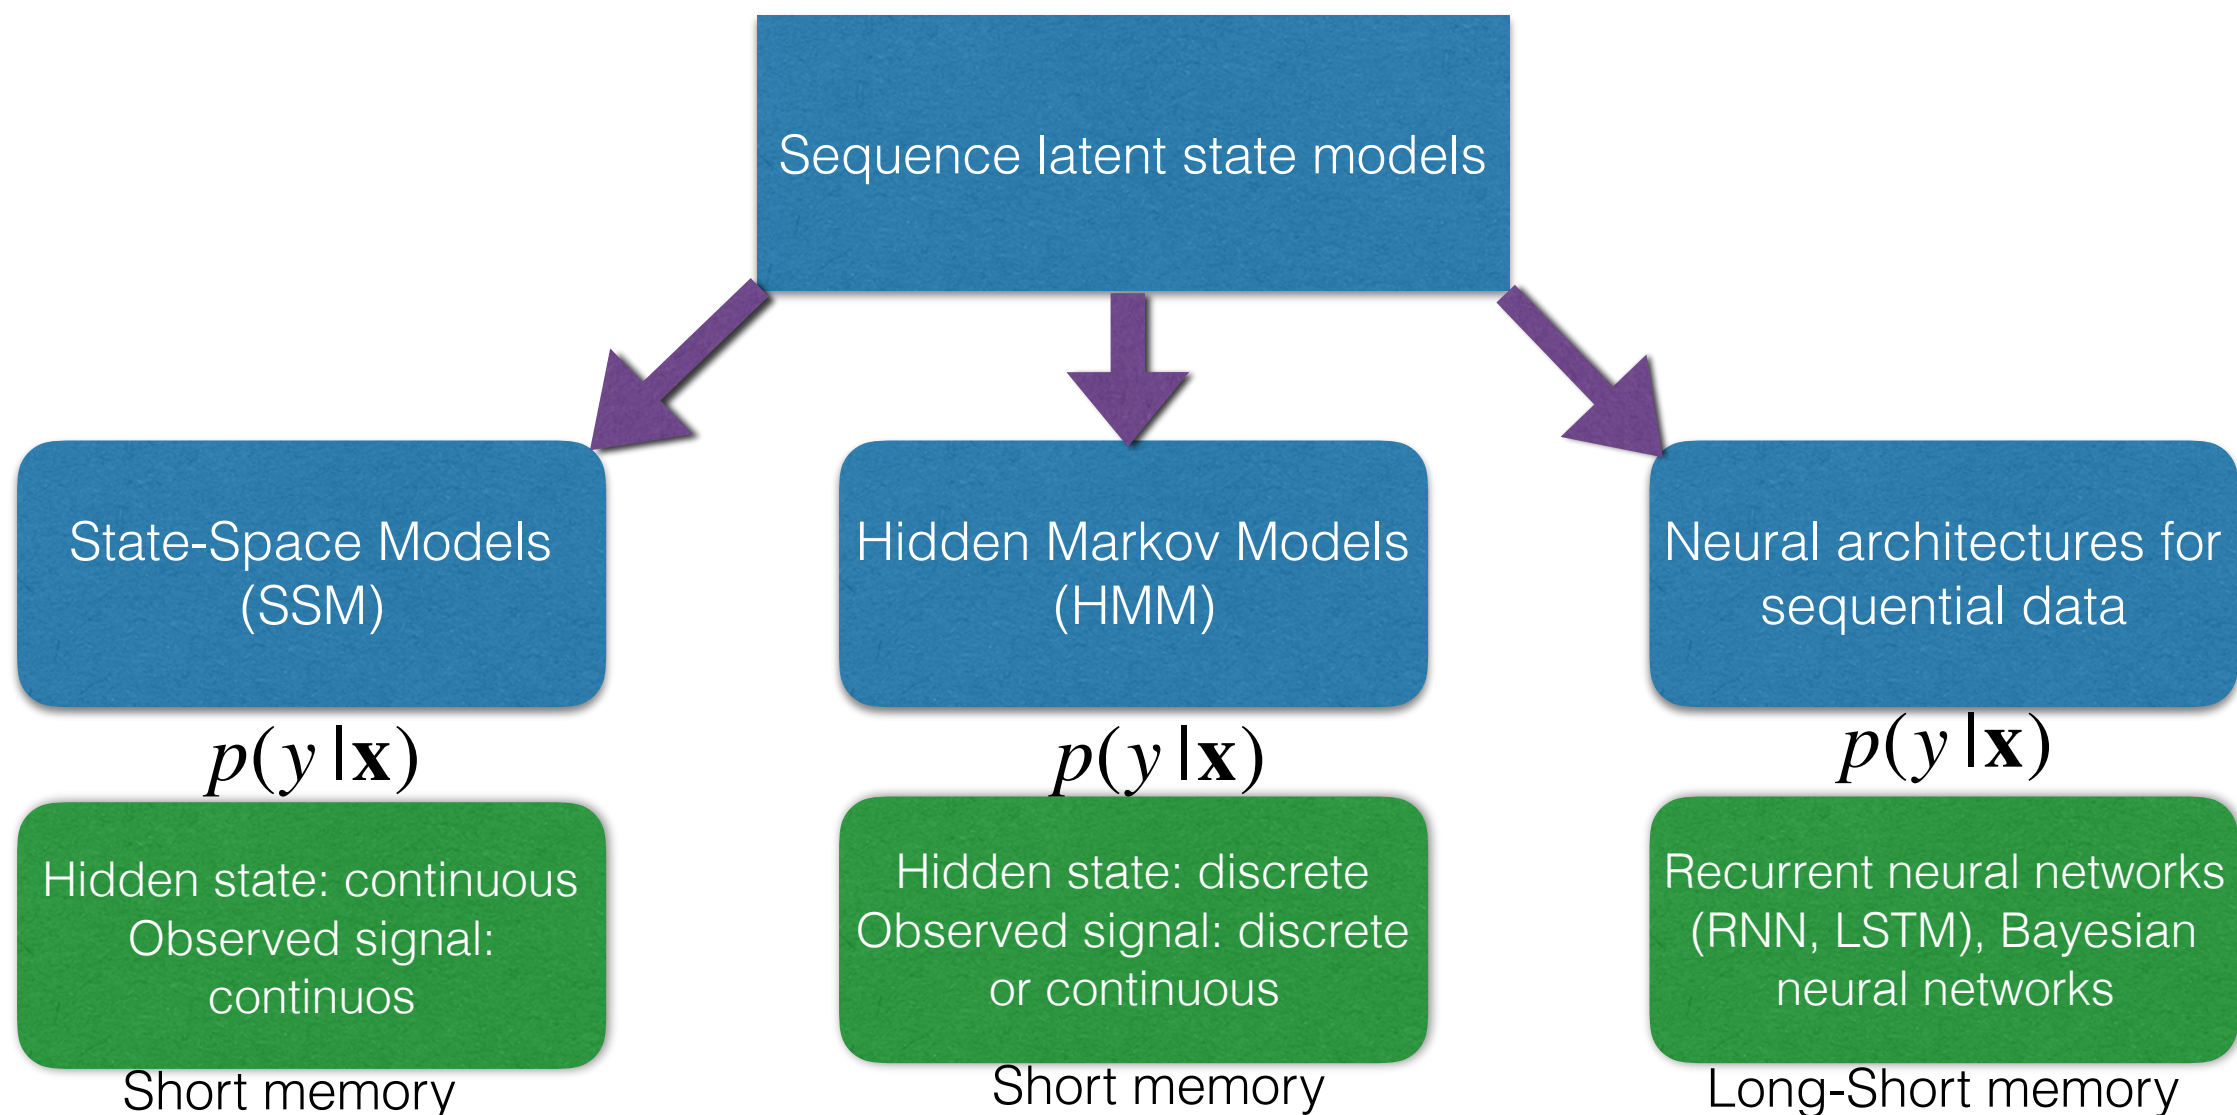 Sequence latent state models
State-Space Models
(SSM)
Hidden Markov Models
(HMM)
Neural architectures for
sequential data
p(y|x)
p(y|x)
p(y|x)
Hidden state: continuous
Observed signal:
continuos
Hidden state: discrete
Observed signal: discrete
or continuous
Recurrent neural networks
(RNN, LSTM), Bayesian
neural networks
Short memory
Short memory
Long-Short memory